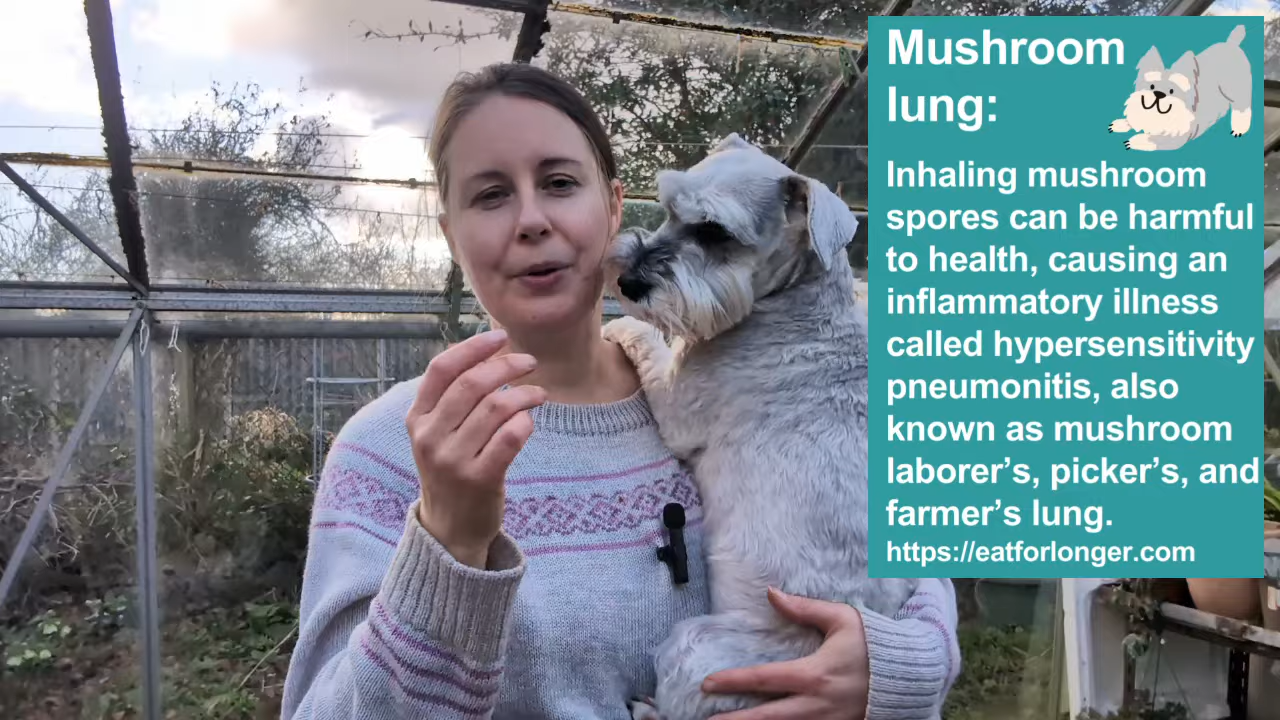 Mushroom
lung:
Inhaling mushroom
spores can be harmful
to health, causing an
inflammatory illness
called hypersensitivity
pneumonitis, also
known as mushroom
laborer’s, picker’s, and
farmer’s lung.
https://eatforlonger.com